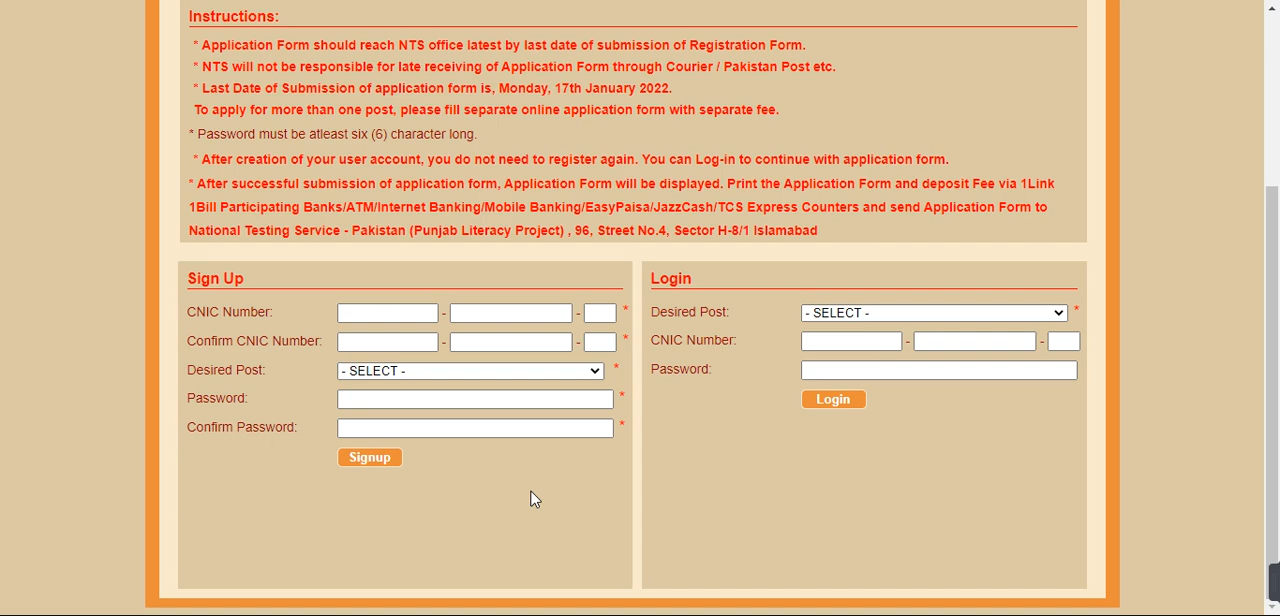 Instructions:
* Application Form should reach NTS office latest by last date of submission of Registration Form.
* NTS will not be responsible for late receiving of Application Form through Courier / Pakistan Post etc.
* Last Date of Submission of application form is, Monday, 17th January 2022.
To apply for more than one post, please fill separate online application form with separate fee.
* Password must be atleast six (6) character long.
* After creation of your user account, you do not need to register again. You can Log-in to continue with application form.
* After successful submission of application form, Application Form will be displayed. Print the Application Form and deposit Fee via 1Link
1Bill Participating Banks/ATM/Internet Banking/Mobile Banking/EasyPaisa/JazzCash/TCS Express Counters and send Application Form to
National Testing Service - Pakistan (Punjab Literacy Project) , 96, Street No.4, Sector H-8/1 Islamabad
Sign Up
CNIC Number: - - *
Confirm CNIC Number: - - *
Desired Post: - SELECT - *
Password: *
Confirm Password: *
Signup
Login
Desired Post: - SELECT - *
CNIC Number: - -
Password:
Login